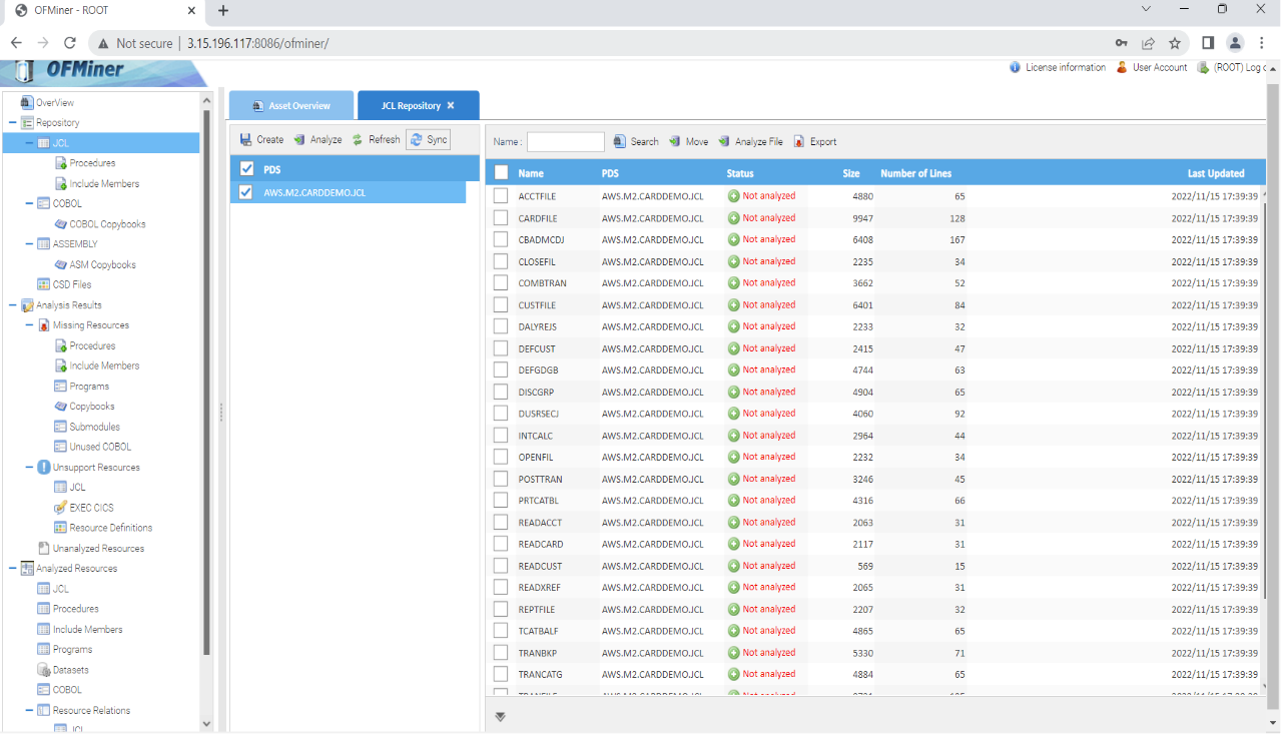 OFMiner - ROOT
Not secure | 3.15.196.117:8086/ofminer/
OFMiner
License information User Account (ROOT) Log
OverView
Repository
JCL
Procedures
Include Members
COBOL
COBOL Copybooks
ASSEMBLY
ASM Copybooks
CSD Files
Analysis Results
Missing Resources
Procedures
Include Members
Programs
Copybooks
Submodules
Unused COBOL
Unsupport Resources
JCL
EXEC CICS
Resource Definitions
Unanalyzed Resources
Analyzed Resources
JCL
Procedures
Include Members
Programs
Datasets
COBOL
Resource Relations
JCL
Asset Overview JCL Repository
Create Analyze Refresh Sync
PDS
AWS.M2.CARDDEMO.JCL
Name : Search Move Analyze File Export
Name PDS Status Size Number of Lines Last Updated
ACCTFILE AWS.M2.CARDDEMO.JCL Not analyzed 4880 65 2022/11/15 17:39:39
CARDFILE AWS.M2.CARDDEMO.JCL Not analyzed 9947 128 2022/11/15 17:39:39
CBADMCDJ AWS.M2.CARDDEMO.JCL Not analyzed 6408 167 2022/11/15 17:39:39
CLOSEFIL AWS.M2.CARDDEMO.JCL Not analyzed 2235 34 2022/11/15 17:39:39
COMBTRAN AWS.M2.CARDDEMO.JCL Not analyzed 3662 52 2022/11/15 17:39:39
CUSTFILE AWS.M2.CARDDEMO.JCL Not analyzed 6401 84 2022/11/15 17:39:39
DALYREJS AWS.M2.CARDDEMO.JCL Not analyzed 2233 32 2022/11/15 17:39:39
DEFCUST AWS.M2.CARDDEMO.JCL Not analyzed 2415 47 2022/11/15 17:39:39
DEFGDGB AWS.M2.CARDDEMO.JCL Not analyzed 4744 63 2022/11/15 17:39:39
DISCGRP AWS.M2.CARDDEMO.JCL Not analyzed 4904 65 2022/11/15 17:39:39
DUSRSECJ AWS.M2.CARDDEMO.JCL Not analyzed 4060 92 2022/11/15 17:39:39
INTCALC AWS.M2.CARDDEMO.JCL Not analyzed 2964 44 2022/11/15 17:39:39
OPENFIL AWS.M2.CARDDEMO.JCL Not analyzed 2232 34 2022/11/15 17:39:39
POSTTRAN AWS.M2.CARDDEMO.JCL Not analyzed 3246 45 2022/11/15 17:39:39
PRTCATBL AWS.M2.CARDDEMO.JCL Not analyzed 4316 66 2022/11/15 17:39:39
READACCT AWS.M2.CARDDEMO.JCL Not analyzed 2063 31 2022/11/15 17:39:39
READCARD AWS.M2.CARDDEMO.JCL Not analyzed 2117 31 2022/11/15 17:39:39
READCUST AWS.M2.CARDDEMO.JCL Not analyzed 569 15 2022/11/15 17:39:39
READXREF AWS.M2.CARDDEMO.JCL Not analyzed 2065 31 2022/11/15 17:39:39
REPTFILE AWS.M2.CARDDEMO.JCL Not analyzed 2207 32 2022/11/15 17:39:39
TCATBALF AWS.M2.CARDDEMO.JCL Not analyzed 4865 65 2022/11/15 17:39:39
TRANBKP AWS.M2.CARDDEMO.JCL Not analyzed 5330 71 2022/11/15 17:39:39
TRANCATG AWS.M2.CARDDEMO.JCL Not analyzed 4884 65 2022/11/15 17:39:39